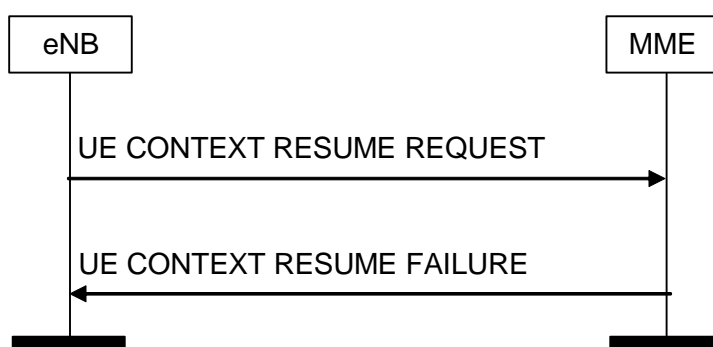 eNB
MME
UE CONTEXT RESUME REQUEST
UE CONTEXT RESUME FAILURE